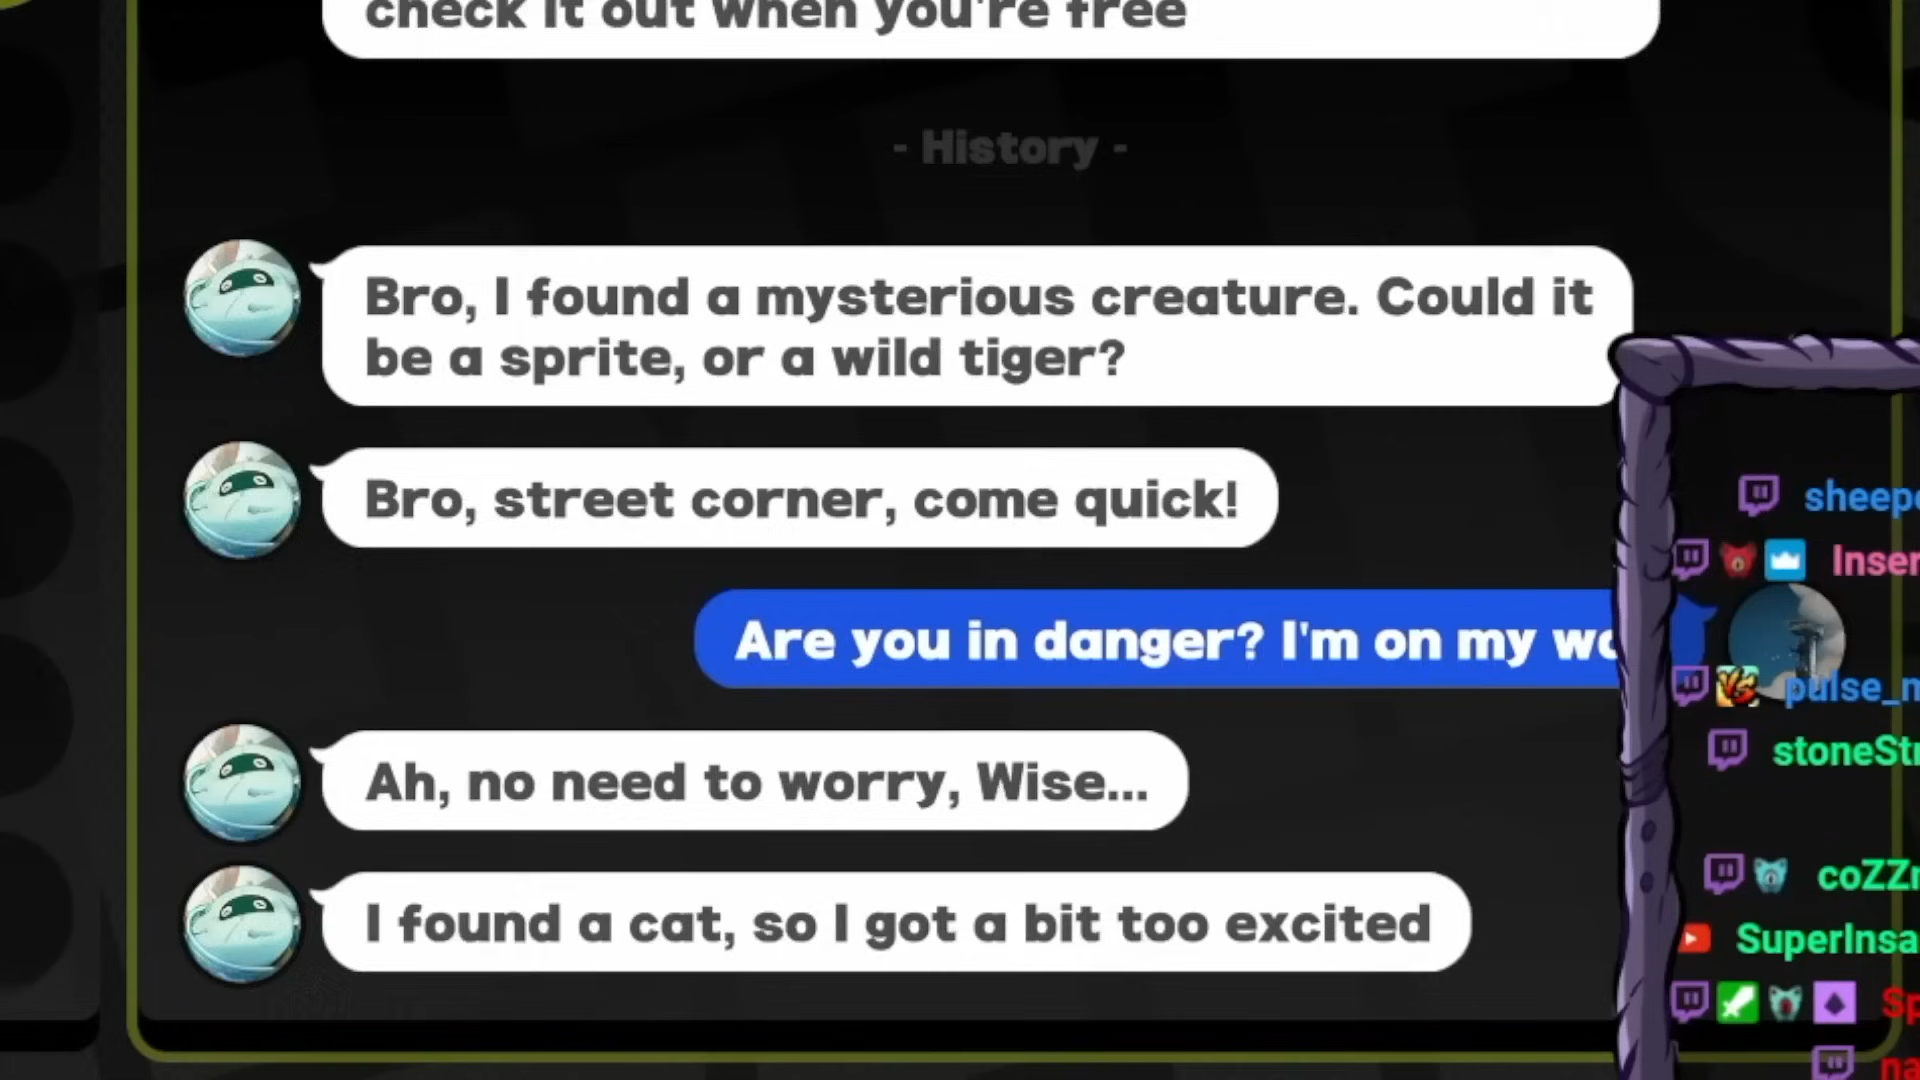 check it out when you're free
- History -
Bro, I found a mysterious creature. Could it
be a sprite, or a wild tiger?
Bro, street corner, come quick!
Are you in danger? I'm on my
Ah, no need to worry, Wise...
I found a cat, so I got a bit too excited